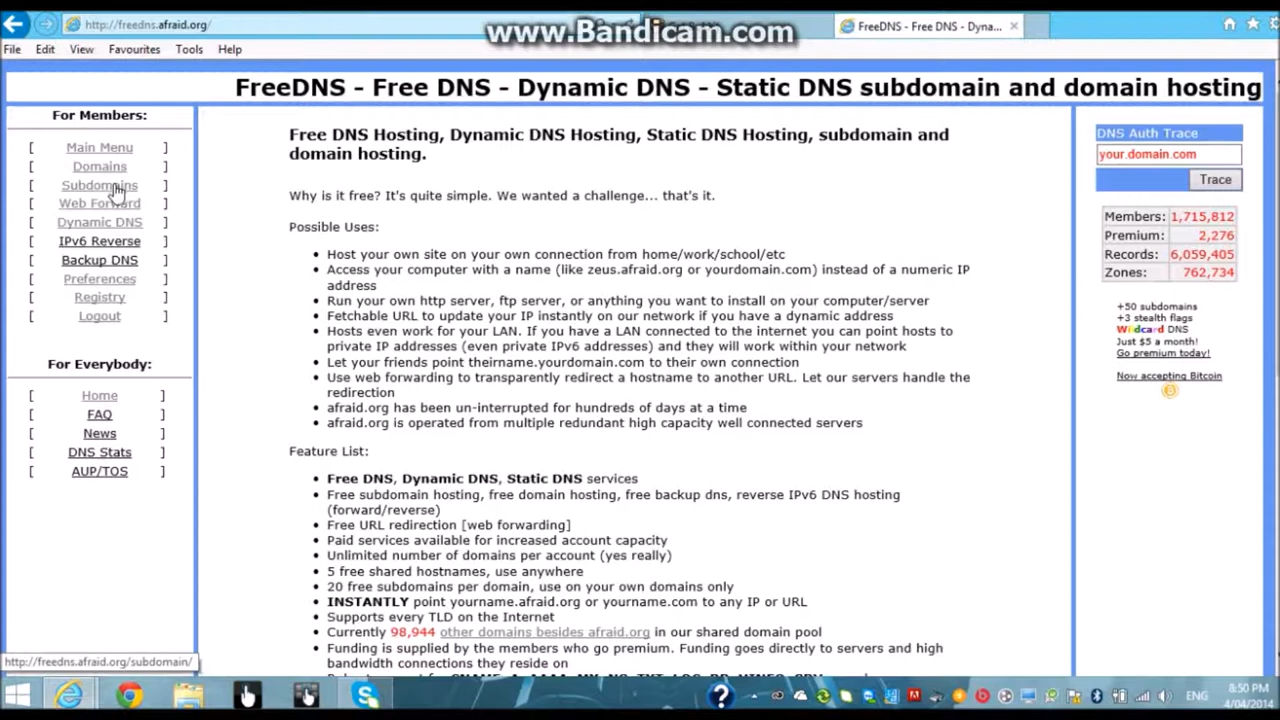 http://freedns.afraid.org/
www.Bandicam.com
FreeDNS - Free DNS - Dyna...
File Edit View Favourites Tools Help
FreeDNS - Free DNS - Dynamic DNS - Static DNS subdomain and domain hosting
For Members:
[ Main Menu ]
[ Domains ]
[ Subdomains ]
[ Web Forward ]
[ Dynamic DNS ]
[ IPv6 Reverse ]
[ Backup DNS ]
[ Preferences ]
[ Registry ]
[ Logout ]
For Everybody:
[ Home ]
[ FAQ ]
[ News ]
[ DNS Stats ]
[ AUP/TOS ]
http://freedns.afraid.org/subdomain/
Free DNS Hosting, Dynamic DNS Hosting, Static DNS Hosting, subdomain and
domain hosting.
Why is it free? It's quite simple. We wanted a challenge... that's it.
Possible Uses:
• Host your own site on your own connection from home/work/school/etc
• Access your computer with a name (like zeus.afraid.org or yourdomain.com) instead of a numeric IP
address
• Run your own http server, ftp server, or anything you want to install on your computer/server
• Fetchable URL to update your IP instantly on our network if you have a dynamic address
• Hosts even work for your LAN. If you have a LAN connected to the internet you can point hosts to
private IP addresses (even private IPv6 addresses) and they will work within your network
• Let your friends point theirname.yourdomain.com to their own connection
• Use web forwarding to transparently redirect a hostname to another URL. Let our servers handle the
redirection
• afraid.org has been un-interrupted for hundreds of days at a time
• afraid.org is operated from multiple redundant high capacity well connected servers
Feature List:
• Free DNS, Dynamic DNS, Static DNS services
• Free subdomain hosting, free domain hosting, free backup dns, reverse IPv6 DNS hosting
(forward/reverse)
• Free URL redirection [web forwarding]
• Paid services available for increased account capacity
• Unlimited number of domains per account (yes really)
• 5 free shared hostnames, use anywhere
• 20 free subdomains per domain, use on your own domains only
• INSTANTLY point yourname.afraid.org or yourname.com to any IP or URL
• Supports every TLD on the Internet
• Currently 98,944 other domains besides afraid.org in our shared domain pool
• Funding is supplied by the members who go premium. Funding goes directly to servers and high
bandwidth connections they reside on
DNS Auth Trace
your.domain.com
Trace
Members: 1,715,812
Premium: 2,276
Records: 6,059,405
Zones: 762,734
+50 subdomains
+3 stealth flags
Wildcard DNS
Just $5 a month!
Go premium today!
Now accepting Bitcoin
ENG
8:50 PM
4/04/2014